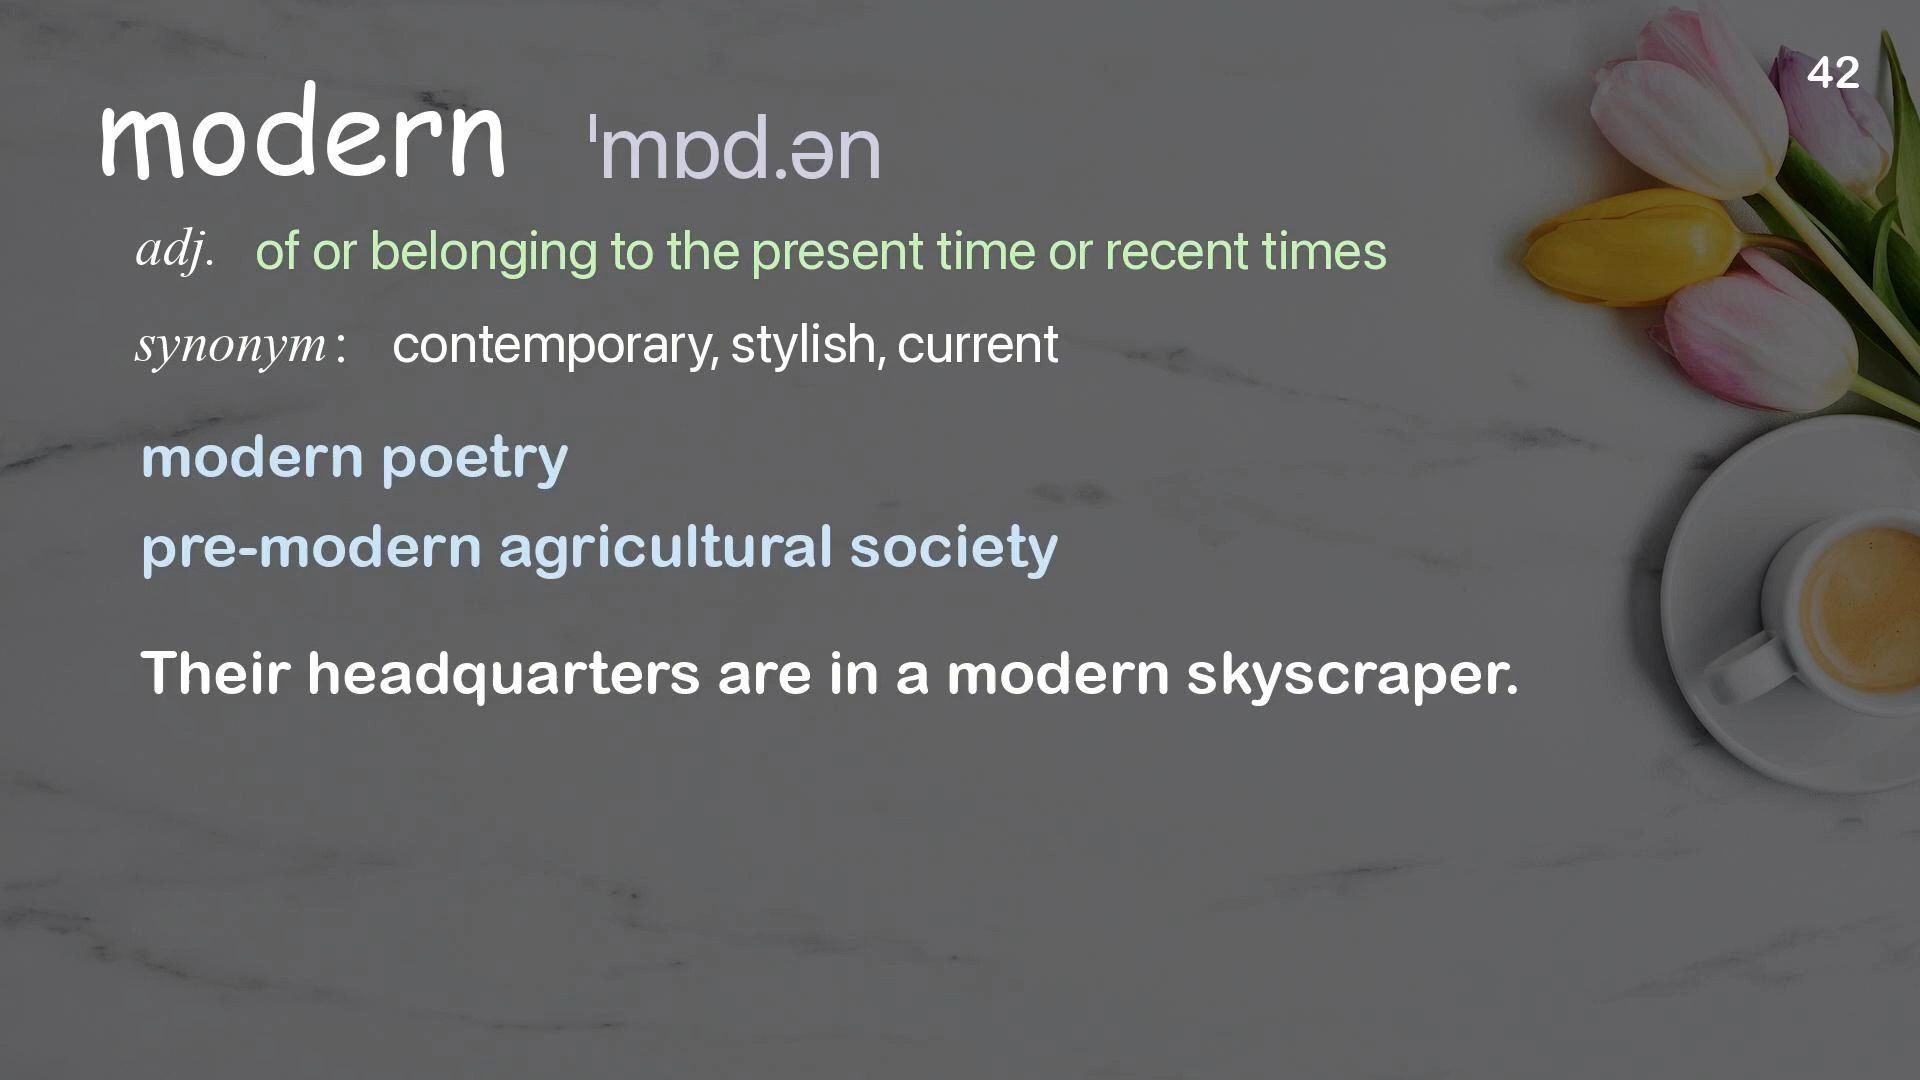 42
modern ˈmɒd.ən
adj. of or belonging to the present time or recent times
synonym: contemporary, stylish, current
modern poetry
pre-modern agricultural society
Their headquarters are in a modern skyscraper.